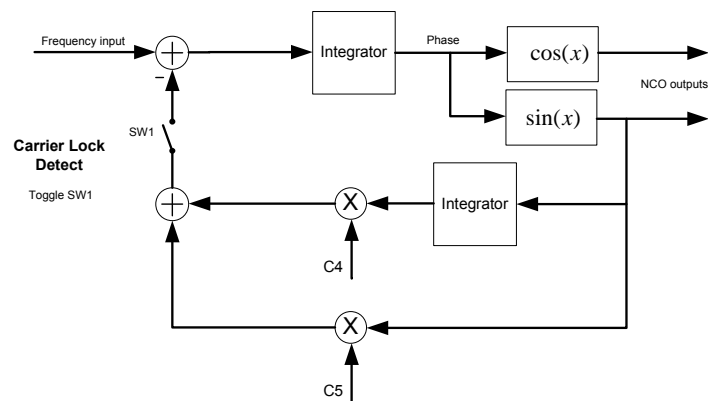 Frequency input
Integrator
Phase
cos(x)
NCO outputs
sin(x)
SW1
Carrier Lock
Detect
Toggle SW1
Integrator
X
C4
X
C5